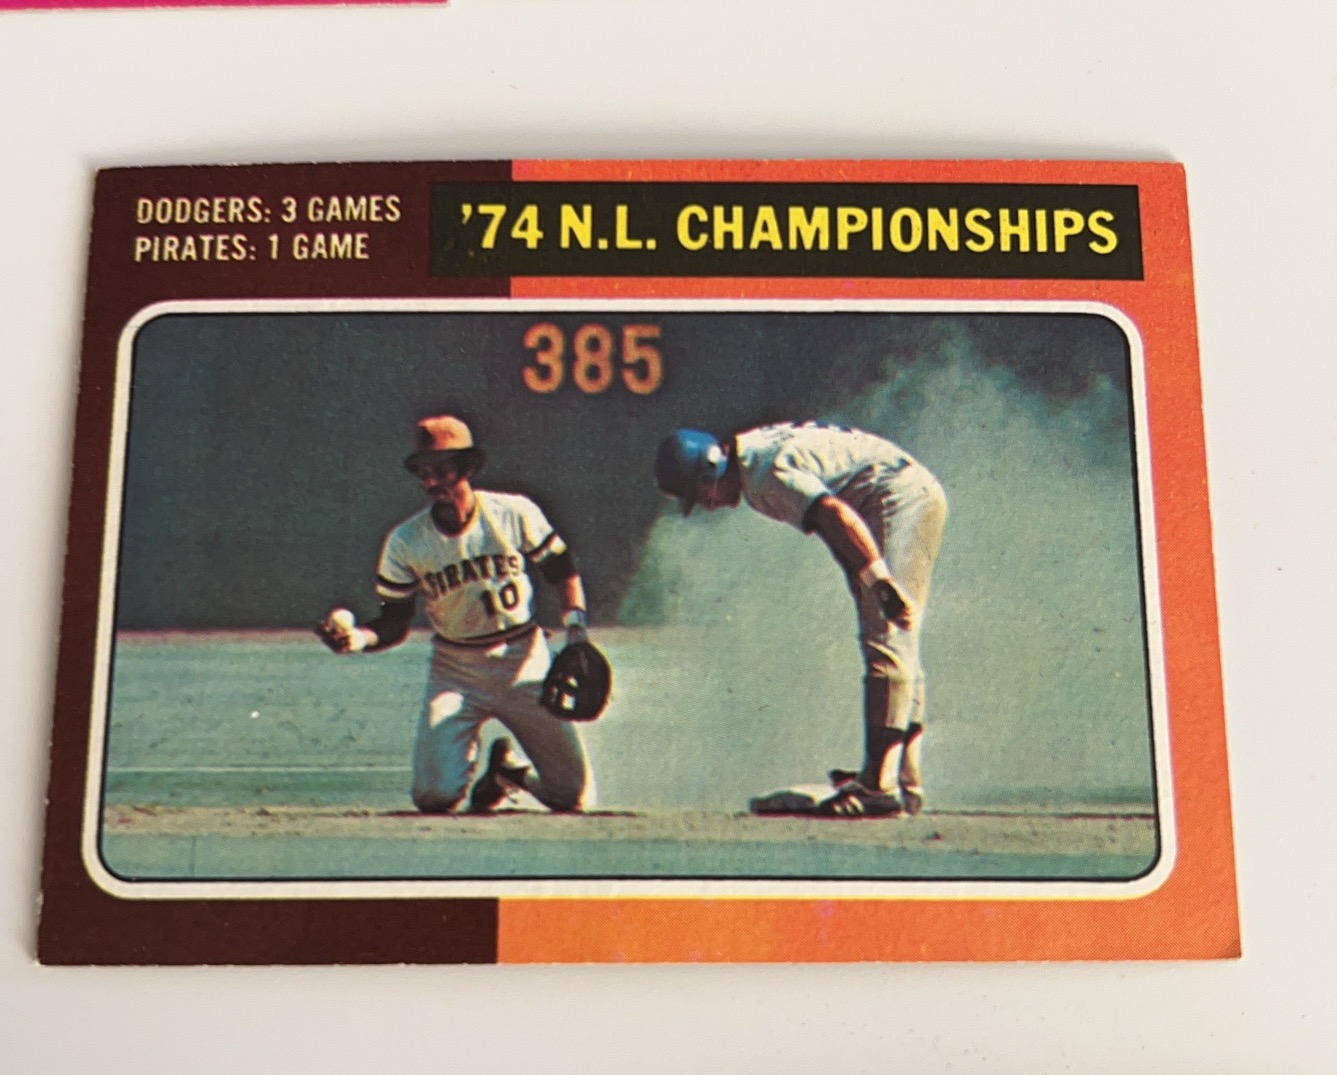 DODGERS: 3 GAMES
PIRATES: 1 GAME
'74 N.L. CHAMPIONSHIPS
385
PIRATES
10